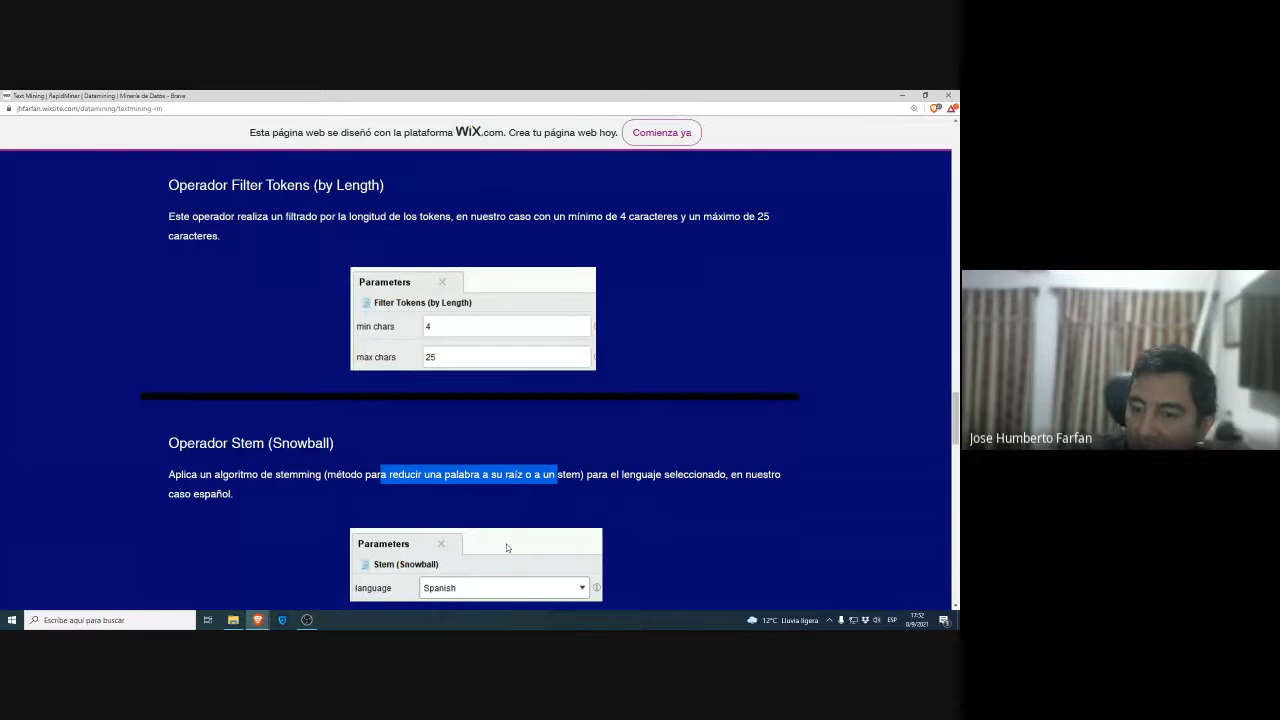 Text Mining | RapidMiner | Datamining | Minería de Datos - Brave
jhfarfan.wixsite.com/datamining/textmining-rm
Esta página web se diseñó con la plataforma WiX.com. Crea tu página web hoy. Comienza ya
Operador Filter Tokens (by Length)
Este operador realiza un filtrado por la longitud de los tokens, en nuestro caso con un mínimo de 4 caracteres y un máximo de 25
caracteres.
Parameters
Filter Tokens (by Length)
min chars 4
max chars 25
Operador Stem (Snowball)
Aplica un algoritmo de stemming (método para reducir una palabra a su raíz o a un stem) para el lenguaje seleccionado, en nuestro
caso español.
Parameters
Stem (Snowball)
language Spanish
Escribe aquí para buscar
12°C Lluvia ligera
ESP
17:52
8/9/2021
Jose Humberto Farfan